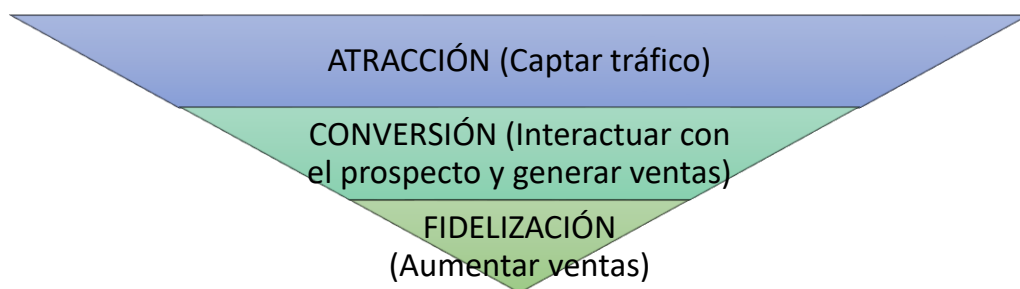 ATRACCIÓN (Captar tráfico)
CONVERSIÓN (Interactuar con
el prospecto y generar ventas)
FIDELIZACIÓN
(Aumentar ventas)